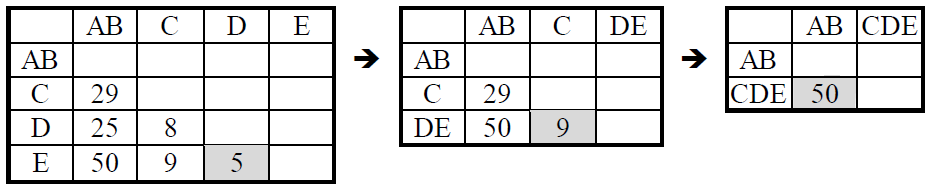 AB C D E
AB
C 29
D 25 8
E 50 9 5
➔
AB C DE
AB
C 29
DE 50 9
➔
AB CDE
AB
CDE 50